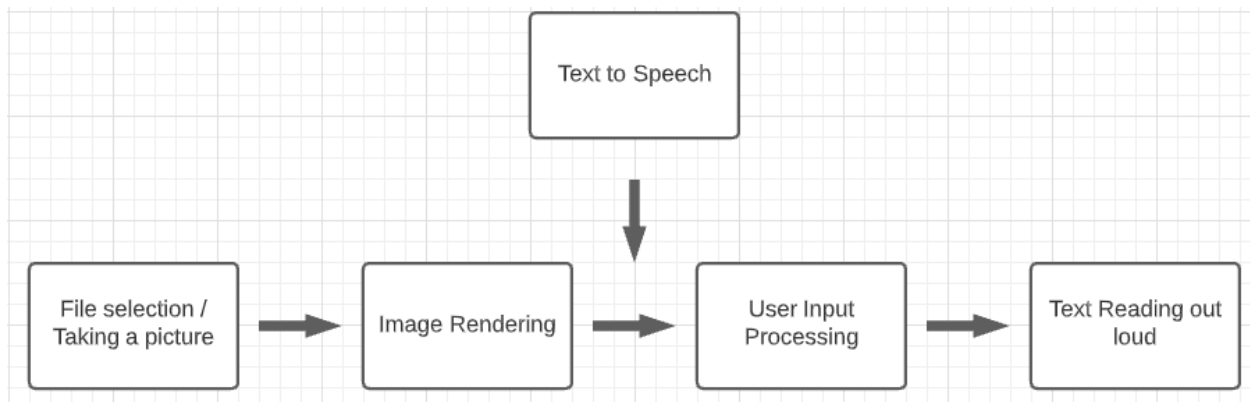 Text to Speech
File selection /
Taking a picture
Image Rendering
User Input
Processing
Text Reading out
loud